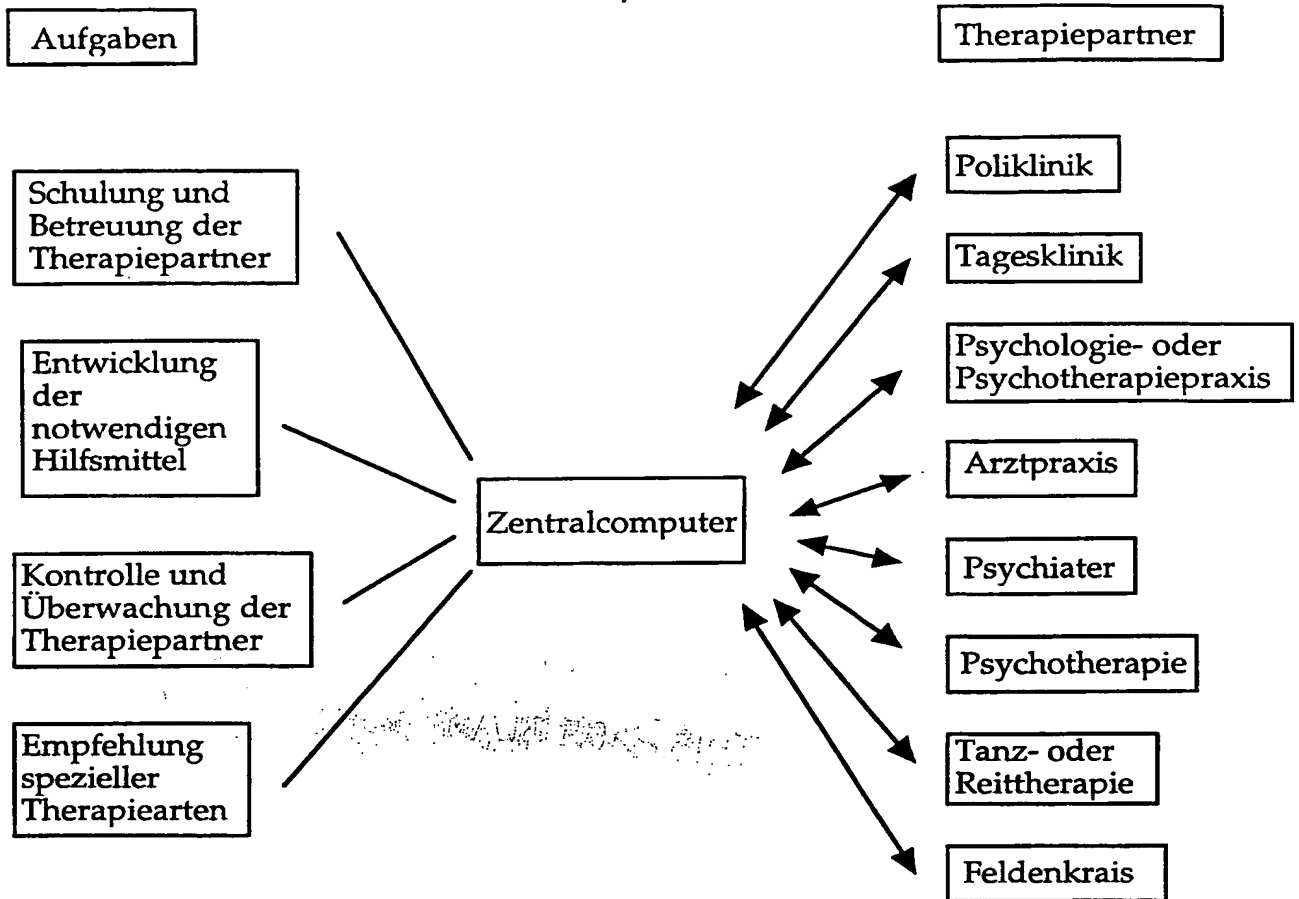 Aufgaben
Therapiepartner
Schulung und
Betreuung der
Therapiepartner
Entwicklung
der
notwendigen
Hilfsmittel
Kontrolle und
Überwachung der
Therapiepartner
Empfehlung
spezieller
Therapiearten
Zentralcomputer
Poliklinik
Tagesklinik
Psychologie- oder
Psychotherapiepraxis
Arztpraxis
Psychiater
Psychotherapie
Tanz- oder
Reittherapie
Feldenkrais